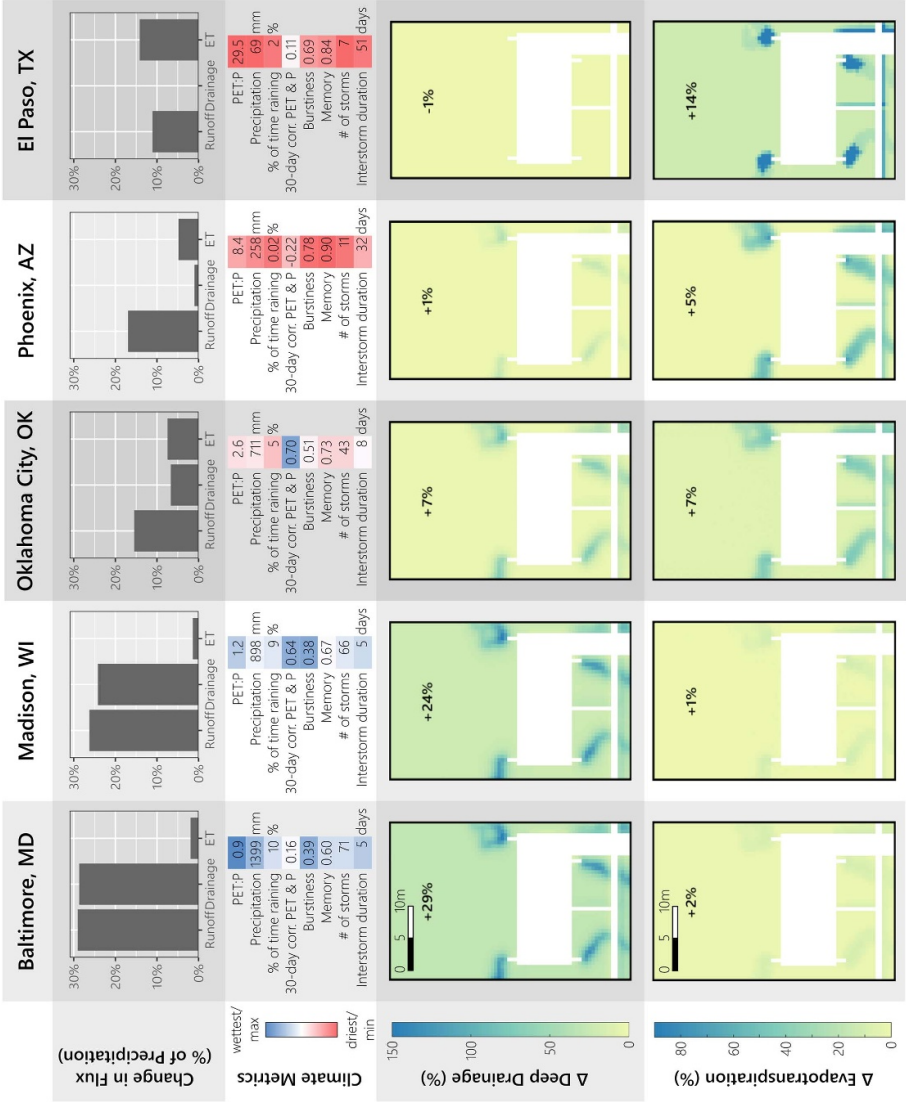 Baltimore, MD
Madison, WI
Oklahoma City, OK
Phoenix, AZ
El Paso, TX
Change in Flux
(% of Precipitation)
30%
20%
10%
0%
Runoff Drainage ET
30%
20%
10%
0%
Runoff Drainage ET
30%
20%
10%
0%
Runoff Drainage ET
30%
20%
10%
0%
Runoff Drainage ET
30%
20%
10%
0%
Runoff Drainage ET
wettest/
max
driest/
min
Climate Metrics
PET:P 0.9
Precipitation 1399 mm
% of time raining 10 %
30-day corr. PET & P 0.16
Burstiness 0.39
Memory 0.60
# of storms 71
Interstorm duration 5 days
PET:P 1.2
Precipitation 898 mm
% of time raining 9 %
30-day corr. PET & P 0.64
Burstiness 0.38
Memory 0.67
# of storms 66
Interstorm duration 5 days
PET:P 2.6
Precipitation 711 mm
% of time raining 5 %
30-day corr. PET & P 0.70
Burstiness 0.51
Memory 0.73
# of storms 43
Interstorm duration 8 days
PET:P 8.4
Precipitation 258 mm
% of time raining 0.02 %
30-day corr. PET & P -0.22
Burstiness 0.78
Memory 0.90
# of storms 11
Interstorm duration 32 days
PET:P 29.5
Precipitation 69 mm
% of time raining 2 %
30-day corr. PET & P 0.11
Burstiness 0.69
Memory 0.84
# of storms 7
Interstorm duration 51 days
Δ Deep Drainage (%)
150
100
50
0
0 5 10m
+29%
+24%
+7%
+1%
-1%
Δ Evapotranspiration (%)
80
60
40
20
0
0 5 10m
+2%
+1%
+7%
+5%
+14%